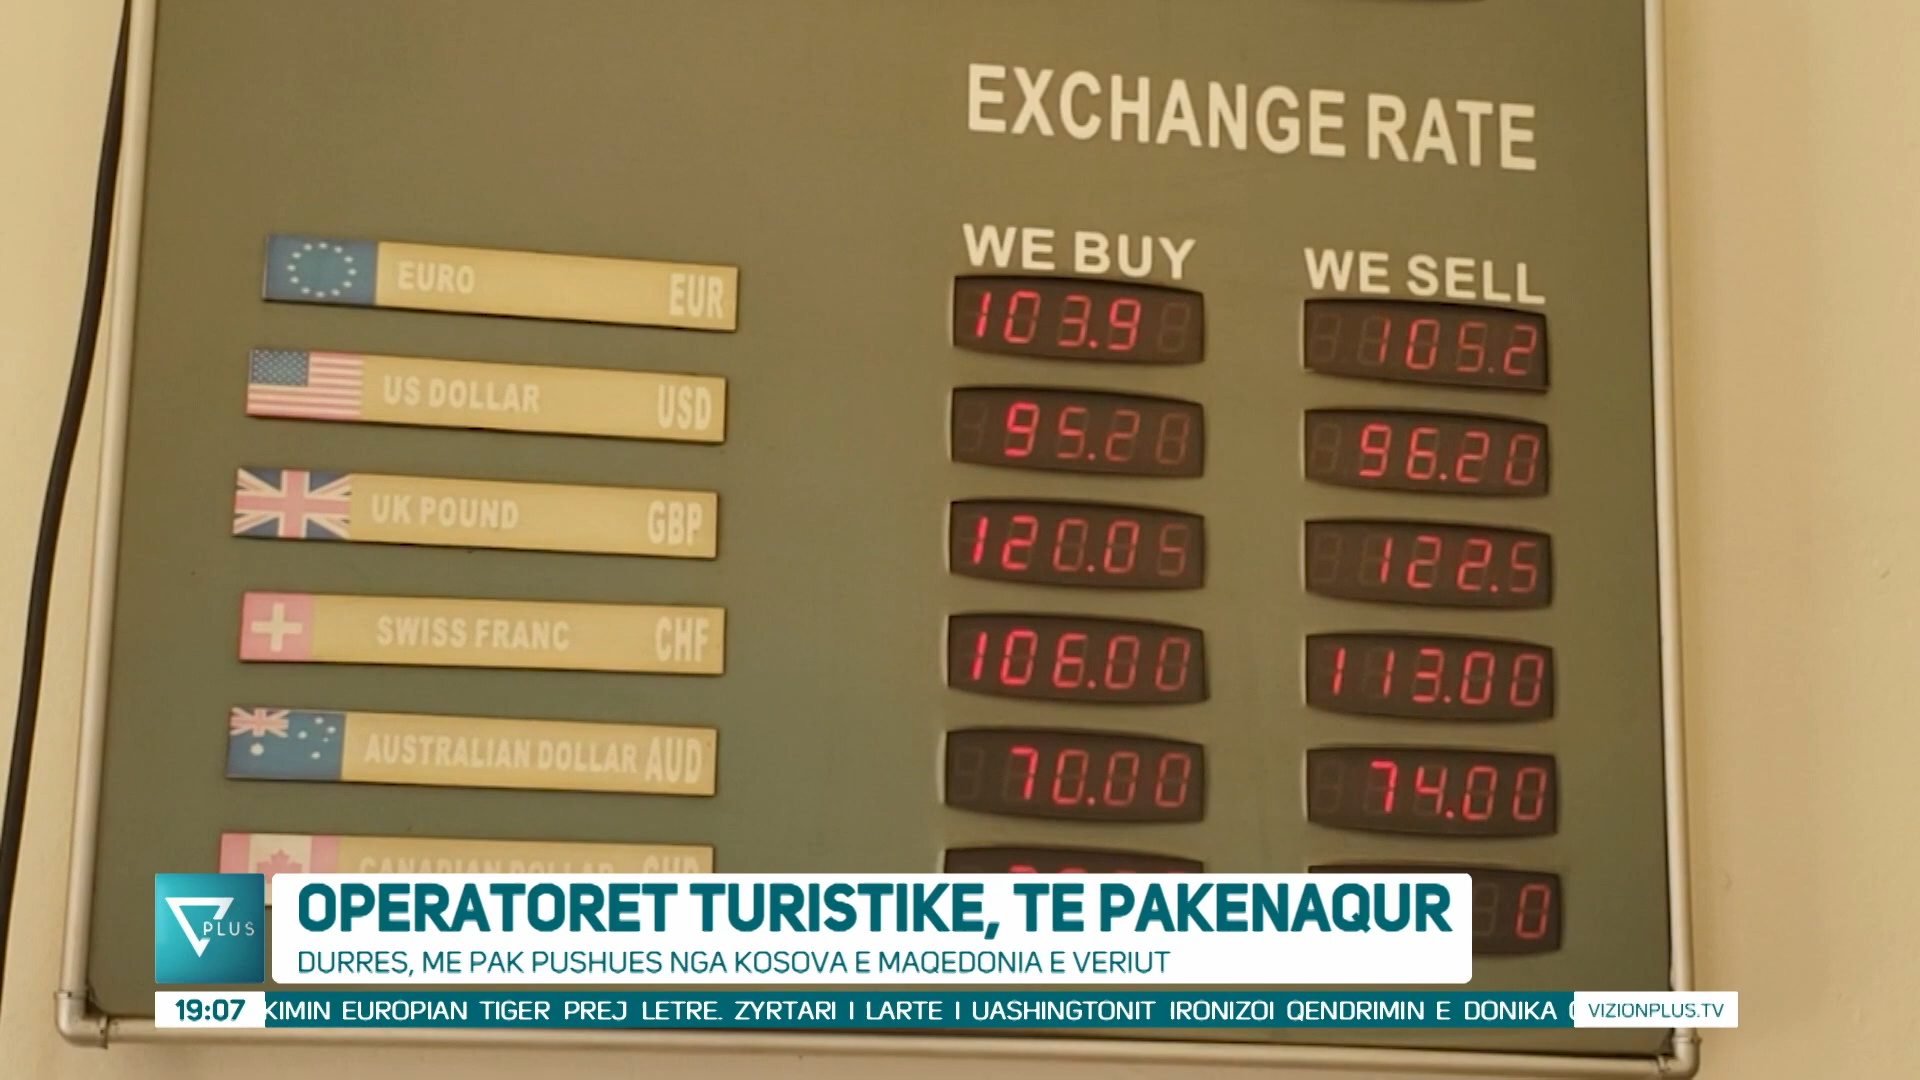 EXCHANGE RATE
WE BUY WE SELL
EURO EUR 103.9 105.2
US DOLLAR USD 95.20 96.20
UK POUND GBP 120.05 122.5
SWISS FRANC CHF 106.00 113.00
AUSTRALIAN DOLLAR AUD 70.00 74.00
CANADIAN DOLLAR
PLUS
OPERATORET TURISTIKE, TE PAKENAQUR
DURRES, ME PAK PUSHUES NGA KOSOVA E MAQEDONIA E VERIUT
19:07 KIMIN EUROPIAN TIGER PREJ LETRE. ZYRTARI I LARTE I UASHINGTONIT IRONIZOI QENDRIMIN E DONIKA VIZIONPLUS.TV